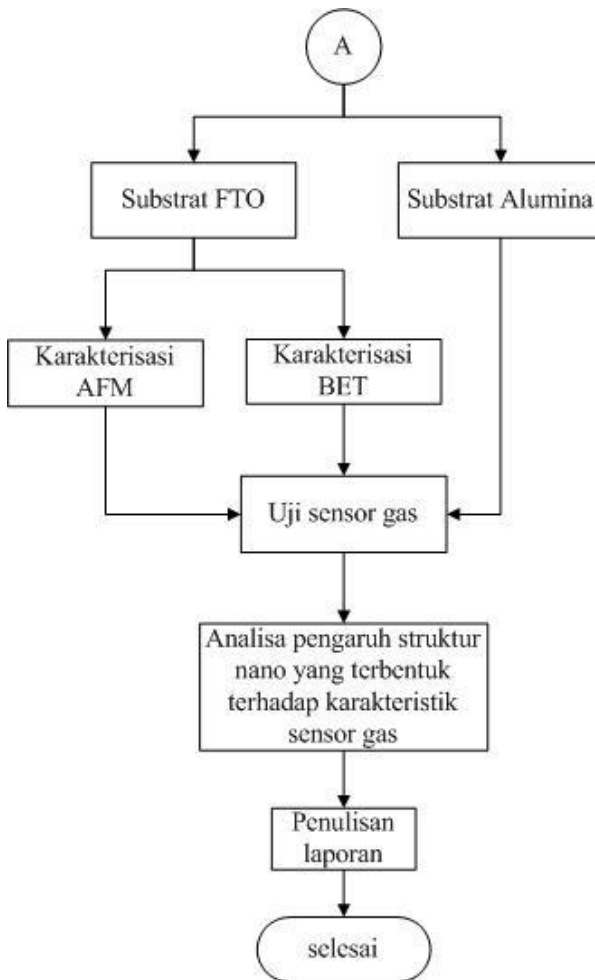 A
Substrat FTO
Substrat Alumina
Karakterisasi
AFM
Karakterisasi
BET
Uji sensor gas
Analisa pengaruh struktur
nano yang terbentuk
terhadap karakteristik
sensor gas
Penulisan
laporan
selesai